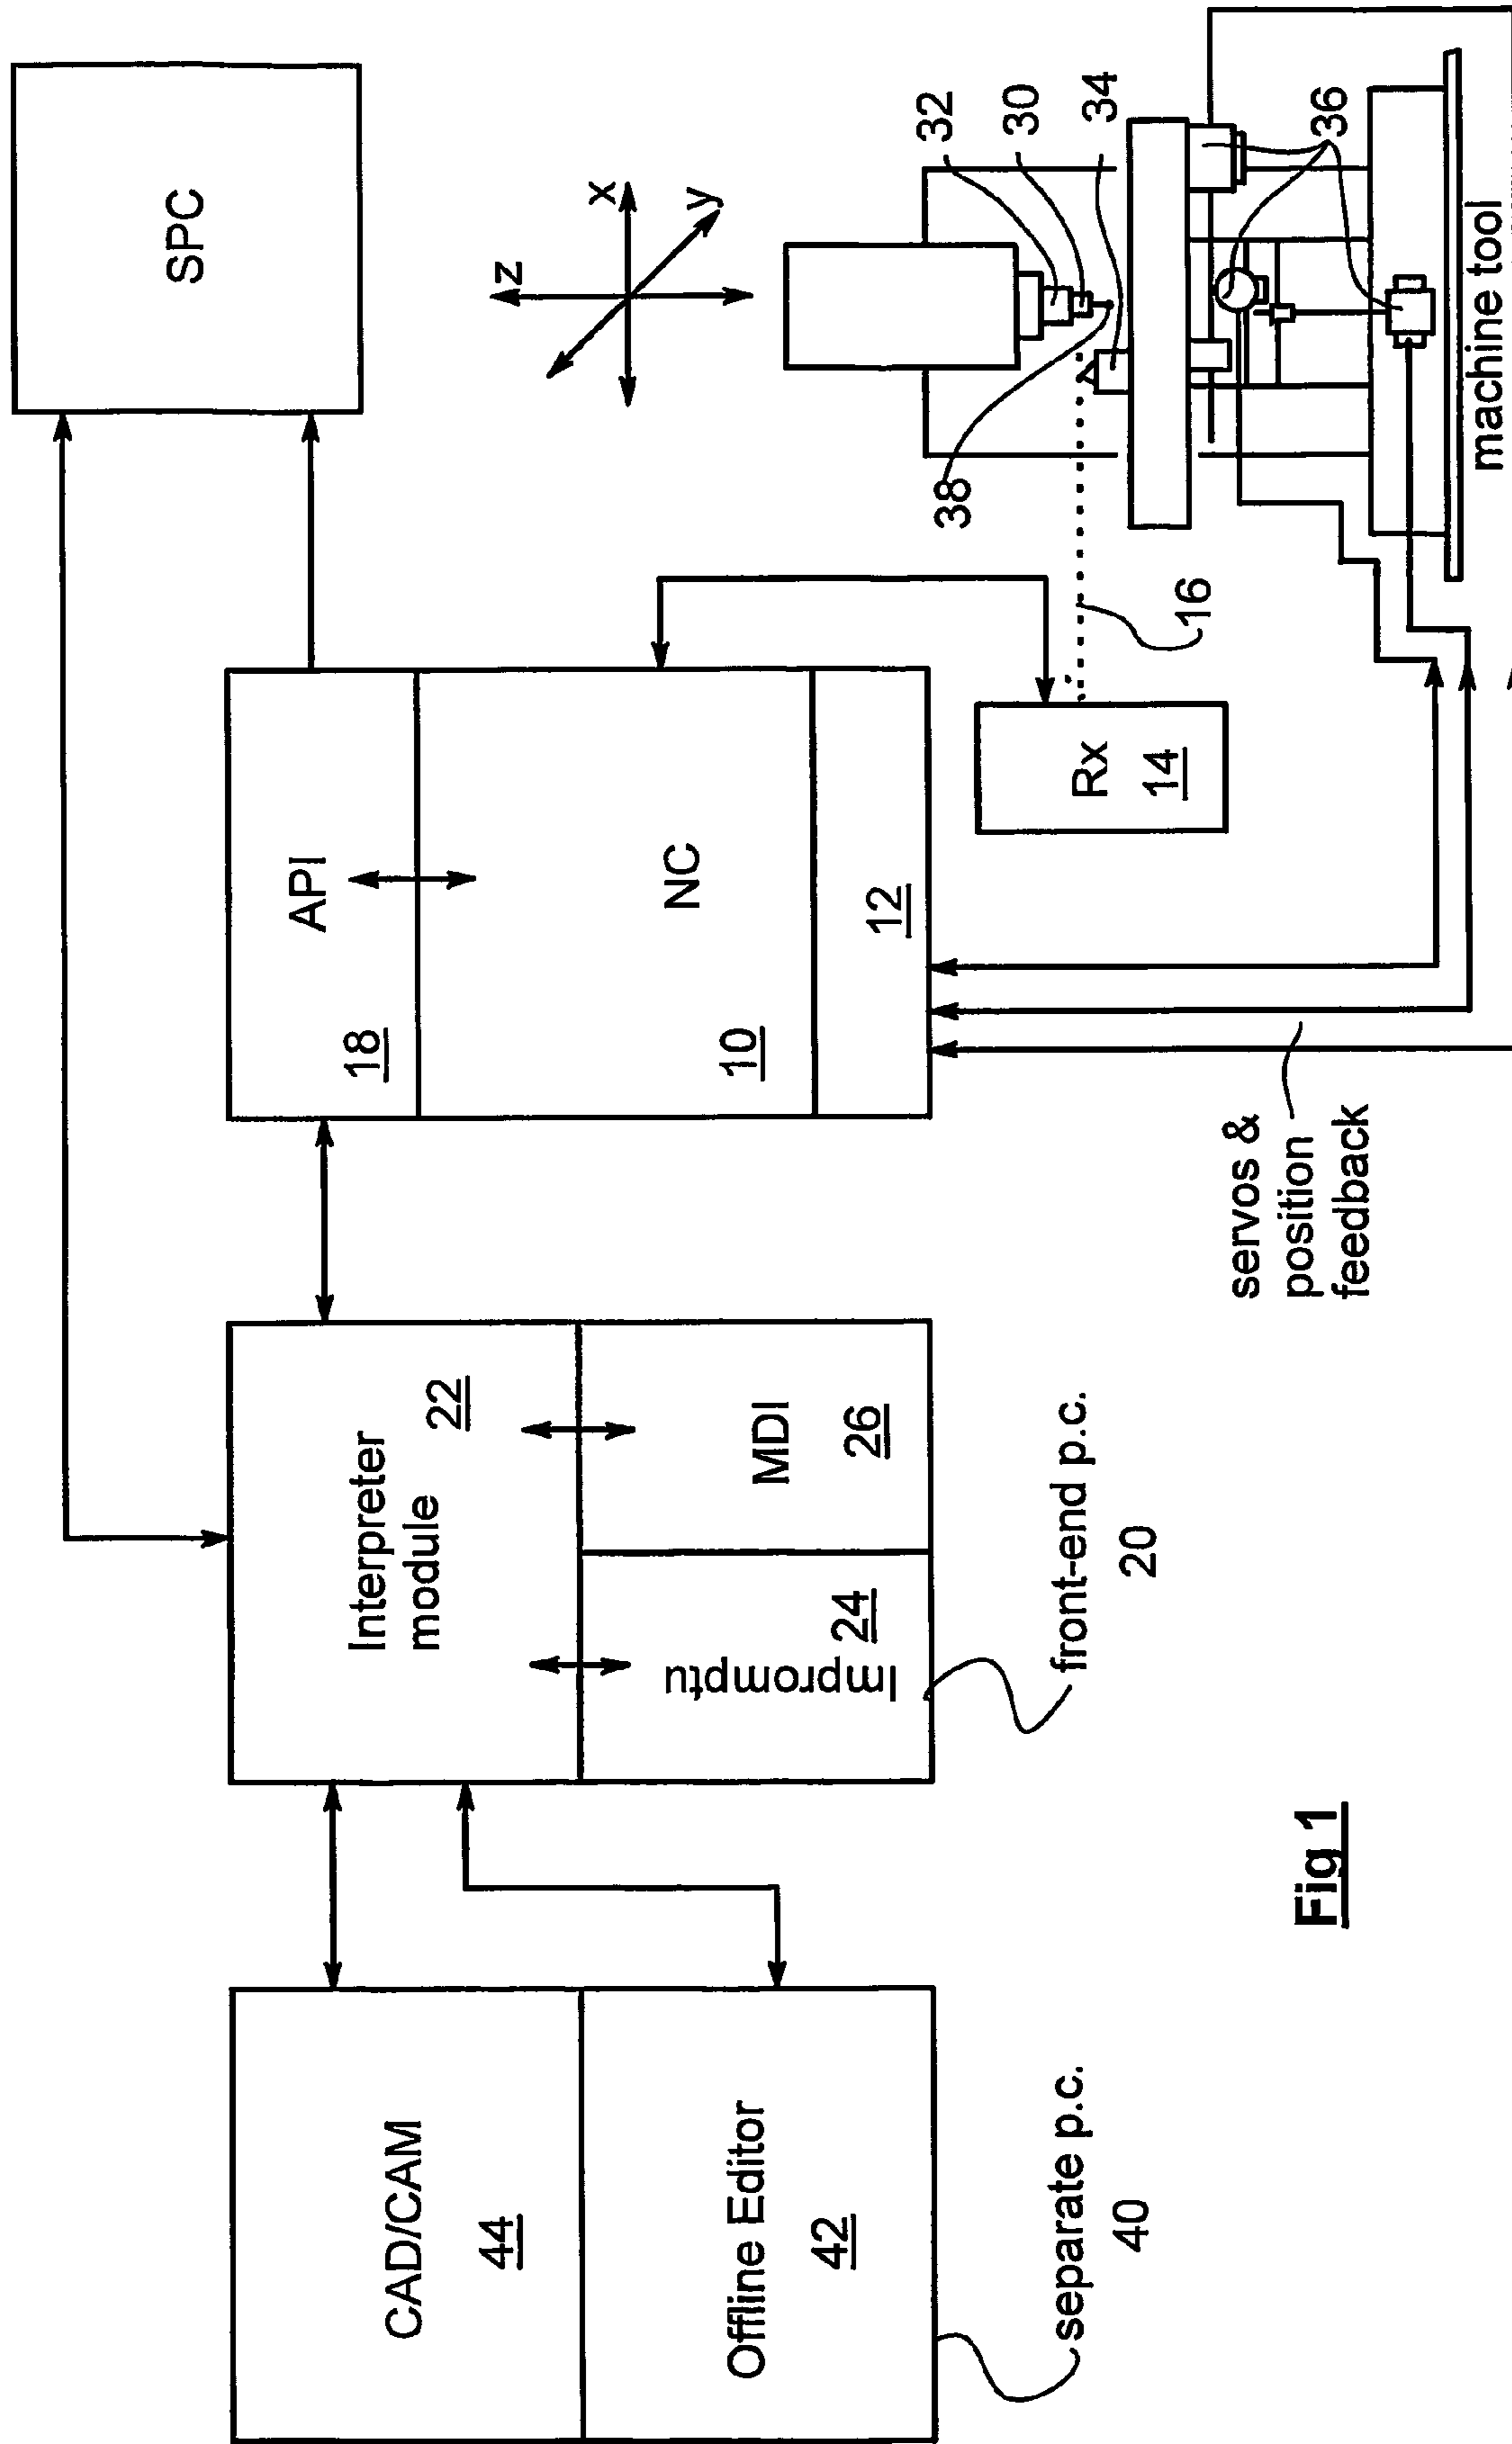 SPC
CAD/CAM
44
Offline Editor
42
separate p.c.
40
Interpreter
module
22
Impromptu
24
MDI
26
front-end p.c.
20
API
18
NC
10
12
Rx
14
16
servos &
position
feedback
z
x
y
32
30
34
38
36
machine tool
Fig 1